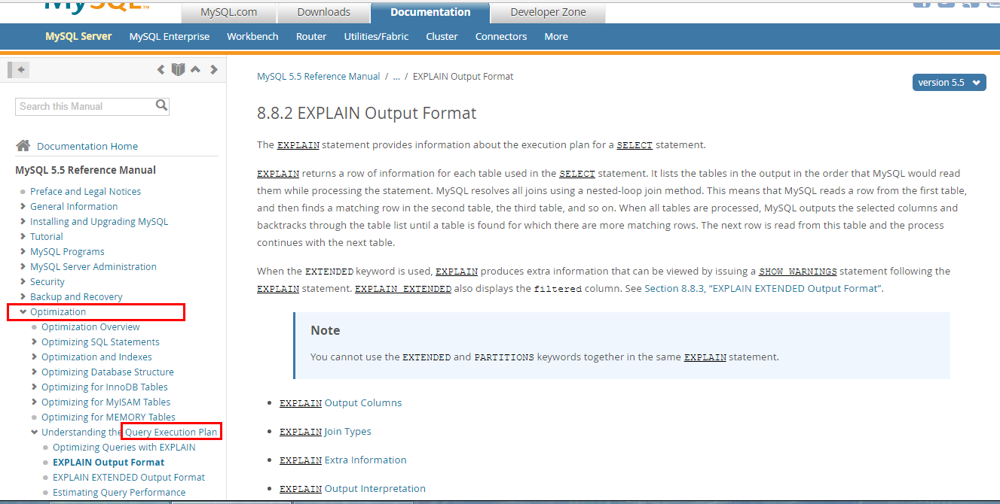 MySQL™
MySQL.com
Downloads
Documentation
Developer Zone
MySQL Server
MySQL Enterprise
Workbench
Router
Utilities/Fabric
Cluster
Connectors
More
Search this Manual
Documentation Home
MySQL 5.5 Reference Manual
Preface and Legal Notices
General Information
Installing and Upgrading MySQL
Tutorial
MySQL Programs
MySQL Server Administration
Security
Backup and Recovery
Optimization
Optimization Overview
Optimizing SQL Statements
Optimization and Indexes
Optimizing Database Structure
Optimizing for InnoDB Tables
Optimizing for MyISAM Tables
Optimizing for MEMORY Tables
Understanding the Query Execution Plan
Optimizing Queries with EXPLAIN
EXPLAIN Output Format
EXPLAIN EXTENDED Output Format
Estimating Query Performance
MySQL 5.5 Reference Manual / ... / EXPLAIN Output Format
version 5.5
8.8.2 EXPLAIN Output Format
The EXPLAIN statement provides information about the execution plan for a SELECT statement.
EXPLAIN returns a row of information for each table used in the SELECT statement. It lists the tables in the output in the order that MySQL would read
them while processing the statement. MySQL resolves all joins using a nested-loop join method. This means that MySQL reads a row from the first table,
and then finds a matching row in the second table, the third table, and so on. When all tables are processed, MySQL outputs the selected columns and
backtracks through the table list until a table is found for which there are more matching rows. The next row is read from this table and the process
continues with the next table.
When the EXTENDED keyword is used, EXPLAIN produces extra information that can be viewed by issuing a SHOW WARNINGS statement following the
EXPLAIN statement. EXPLAIN EXTENDED also displays the filtered column. See Section 8.8.3, “EXPLAIN EXTENDED Output Format”.
Note
You cannot use the EXTENDED and PARTITIONS keywords together in the same EXPLAIN statement.
EXPLAIN Output Columns
EXPLAIN Join Types
EXPLAIN Extra Information
EXPLAIN Output Interpretation